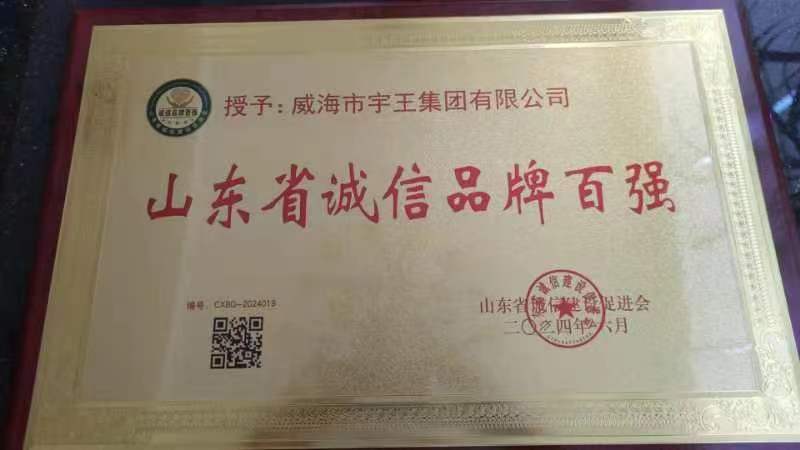 授予：威海市宇王集团有限公司
山东省诚信品牌百强
编号：CXBG-2024019
山东省诚信建设促进会
二〇二四年六月